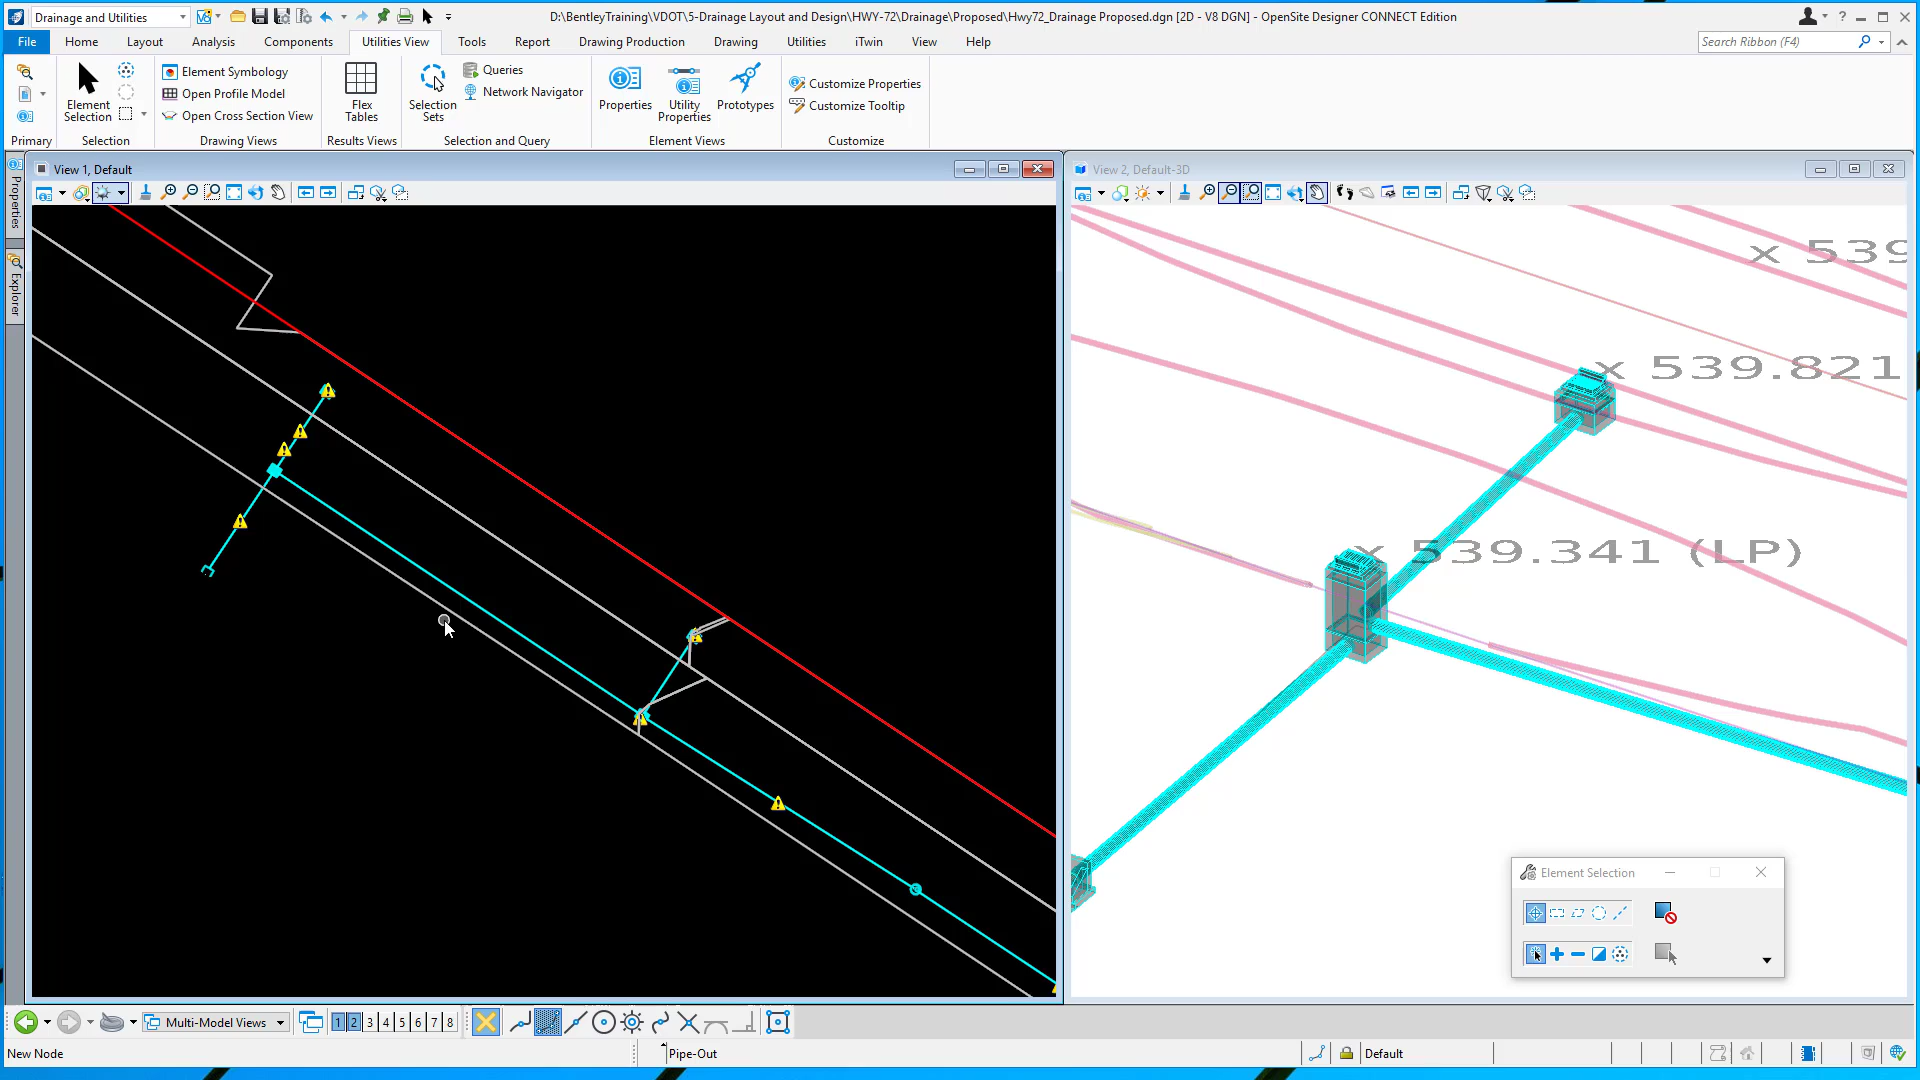 Drainage and Utilities
D:\BentleyTraining\VDOT\5-Drainage Layout and Design\HWY-72\Drainage\Proposed\Hwy72_Drainage Proposed.dgn [2D - V8 DGN] - OpenSite Designer CONNECT Edition
File Home Layout Analysis Components Utilities View Tools Report Drawing Production Drawing Utilities iTwin View Help
Search Ribbon (F4)
Element Selection
Element Symbology
Open Profile Model
Open Cross Section View
Flex Tables
Selection Sets
Queries
Network Navigator
Properties
Utility Properties
Prototypes
Customize Properties
Customize Tooltip
Primary Selection Drawing Views Results Views Selection and Query Element Views Customize
View 1, Default
View 2, Default-3D
Properties
Explorer
x 539
x 539.821
x 539.341 (LP)
Element Selection
Multi-Model Views
1 2 3 4 5 6 7 8
New Node
Pipe-Out
Default